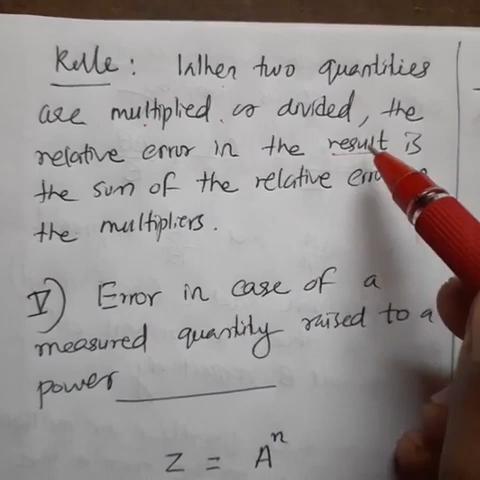 Rule: When two quantities
are multiplied or divided, the
relative error in the result is
the sum of the relative
the multipliers.
V) Error in case of a
measured quantity raised to a
power
Z = Aⁿ